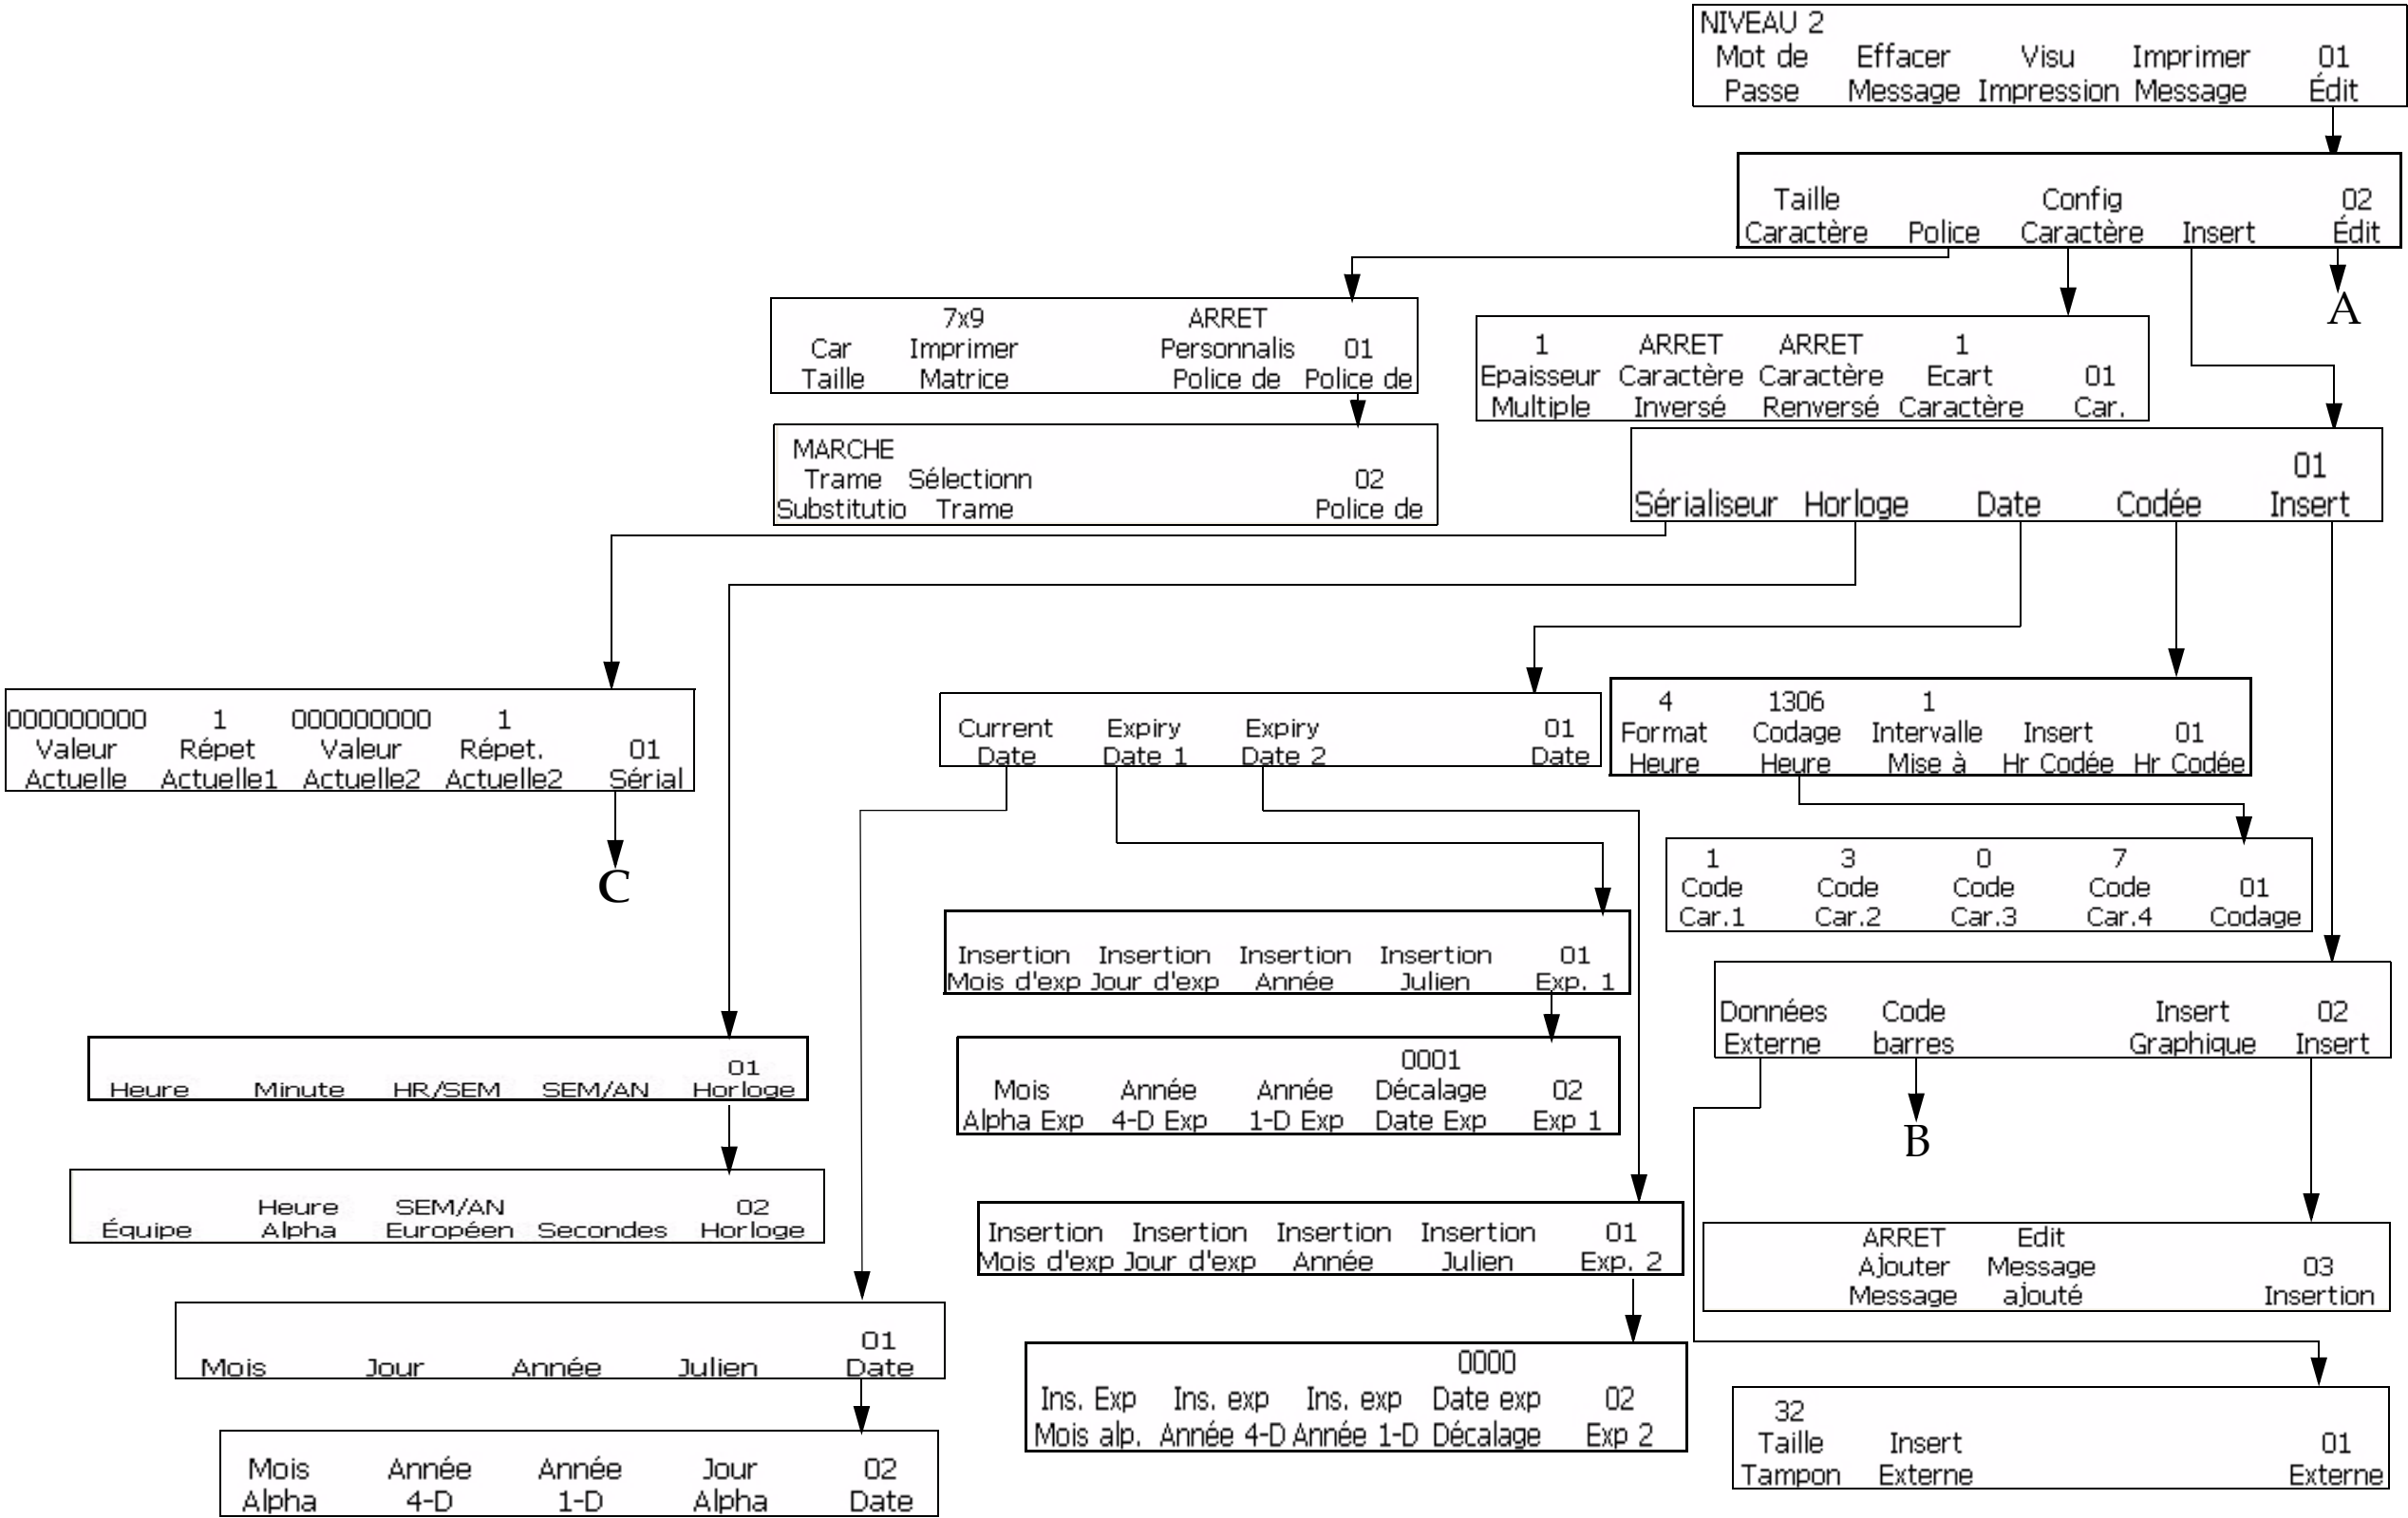 NIVEAU 2
Mot de Effacer Visu Imprimer 01
Passe Message Impression Message Édit
Taille Config 02
Caractère Police Caractère Insert Édit
A
7x9 ARRET
Car Imprimer Personnalis 01
Taille Matrice Police de Police de
1 ARRET ARRET 1
Epaisseur Caractère Caractère Ecart 01
Multiple Inversé Renversé Caractère Car.
MARCHE
Trame Sélectionn 02
Substitutio Trame Police de
01
Sérialiseur Horloge Date Codée Insert
000000000 1 000000000 1
Valeur Répet Valeur Répet. 01
Actuelle Actuelle1 Actuelle2 Actuelle2 Sérial
C
Current Expiry Expiry 01
Date Date 1 Date 2 Date
4 1306 1
Format Codage Intervalle Insert 01
Heure Heure Mise à Hr Codée Hr Codée
1 3 0 7
Code Code Code Code 01
Car.1 Car.2 Car.3 Car.4 Codage
Insertion Insertion Insertion Insertion 01
Mois d'exp Jour d'exp Année Julien Exp. 1
Données Code Insert 02
Externe barres Graphique Insert
B
01
Heure Minute HR/SEM SEM/AN Horloge
0001
Mois Année Année Décalage 02
Alpha Exp 4-D Exp 1-D Exp Date Exp Exp 1
Heure SEM/AN 02
Équipe Alpha Européen Secondes Horloge
Insertion Insertion Insertion Insertion 01
Mois d'exp Jour d'exp Année Julien Exp. 2
ARRET Edit
Ajouter Message 03
Message ajouté Insertion
01
Mois Jour Année Julien Date
0000
Ins. Exp Ins. exp Ins. exp Date exp 02
Mois alp. Année 4-D Année 1-D Décalage Exp 2
32
Taille Insert 01
Tampon Externe Externe
Mois Année Année Jour 02
Alpha 4-D 1-D Alpha Date